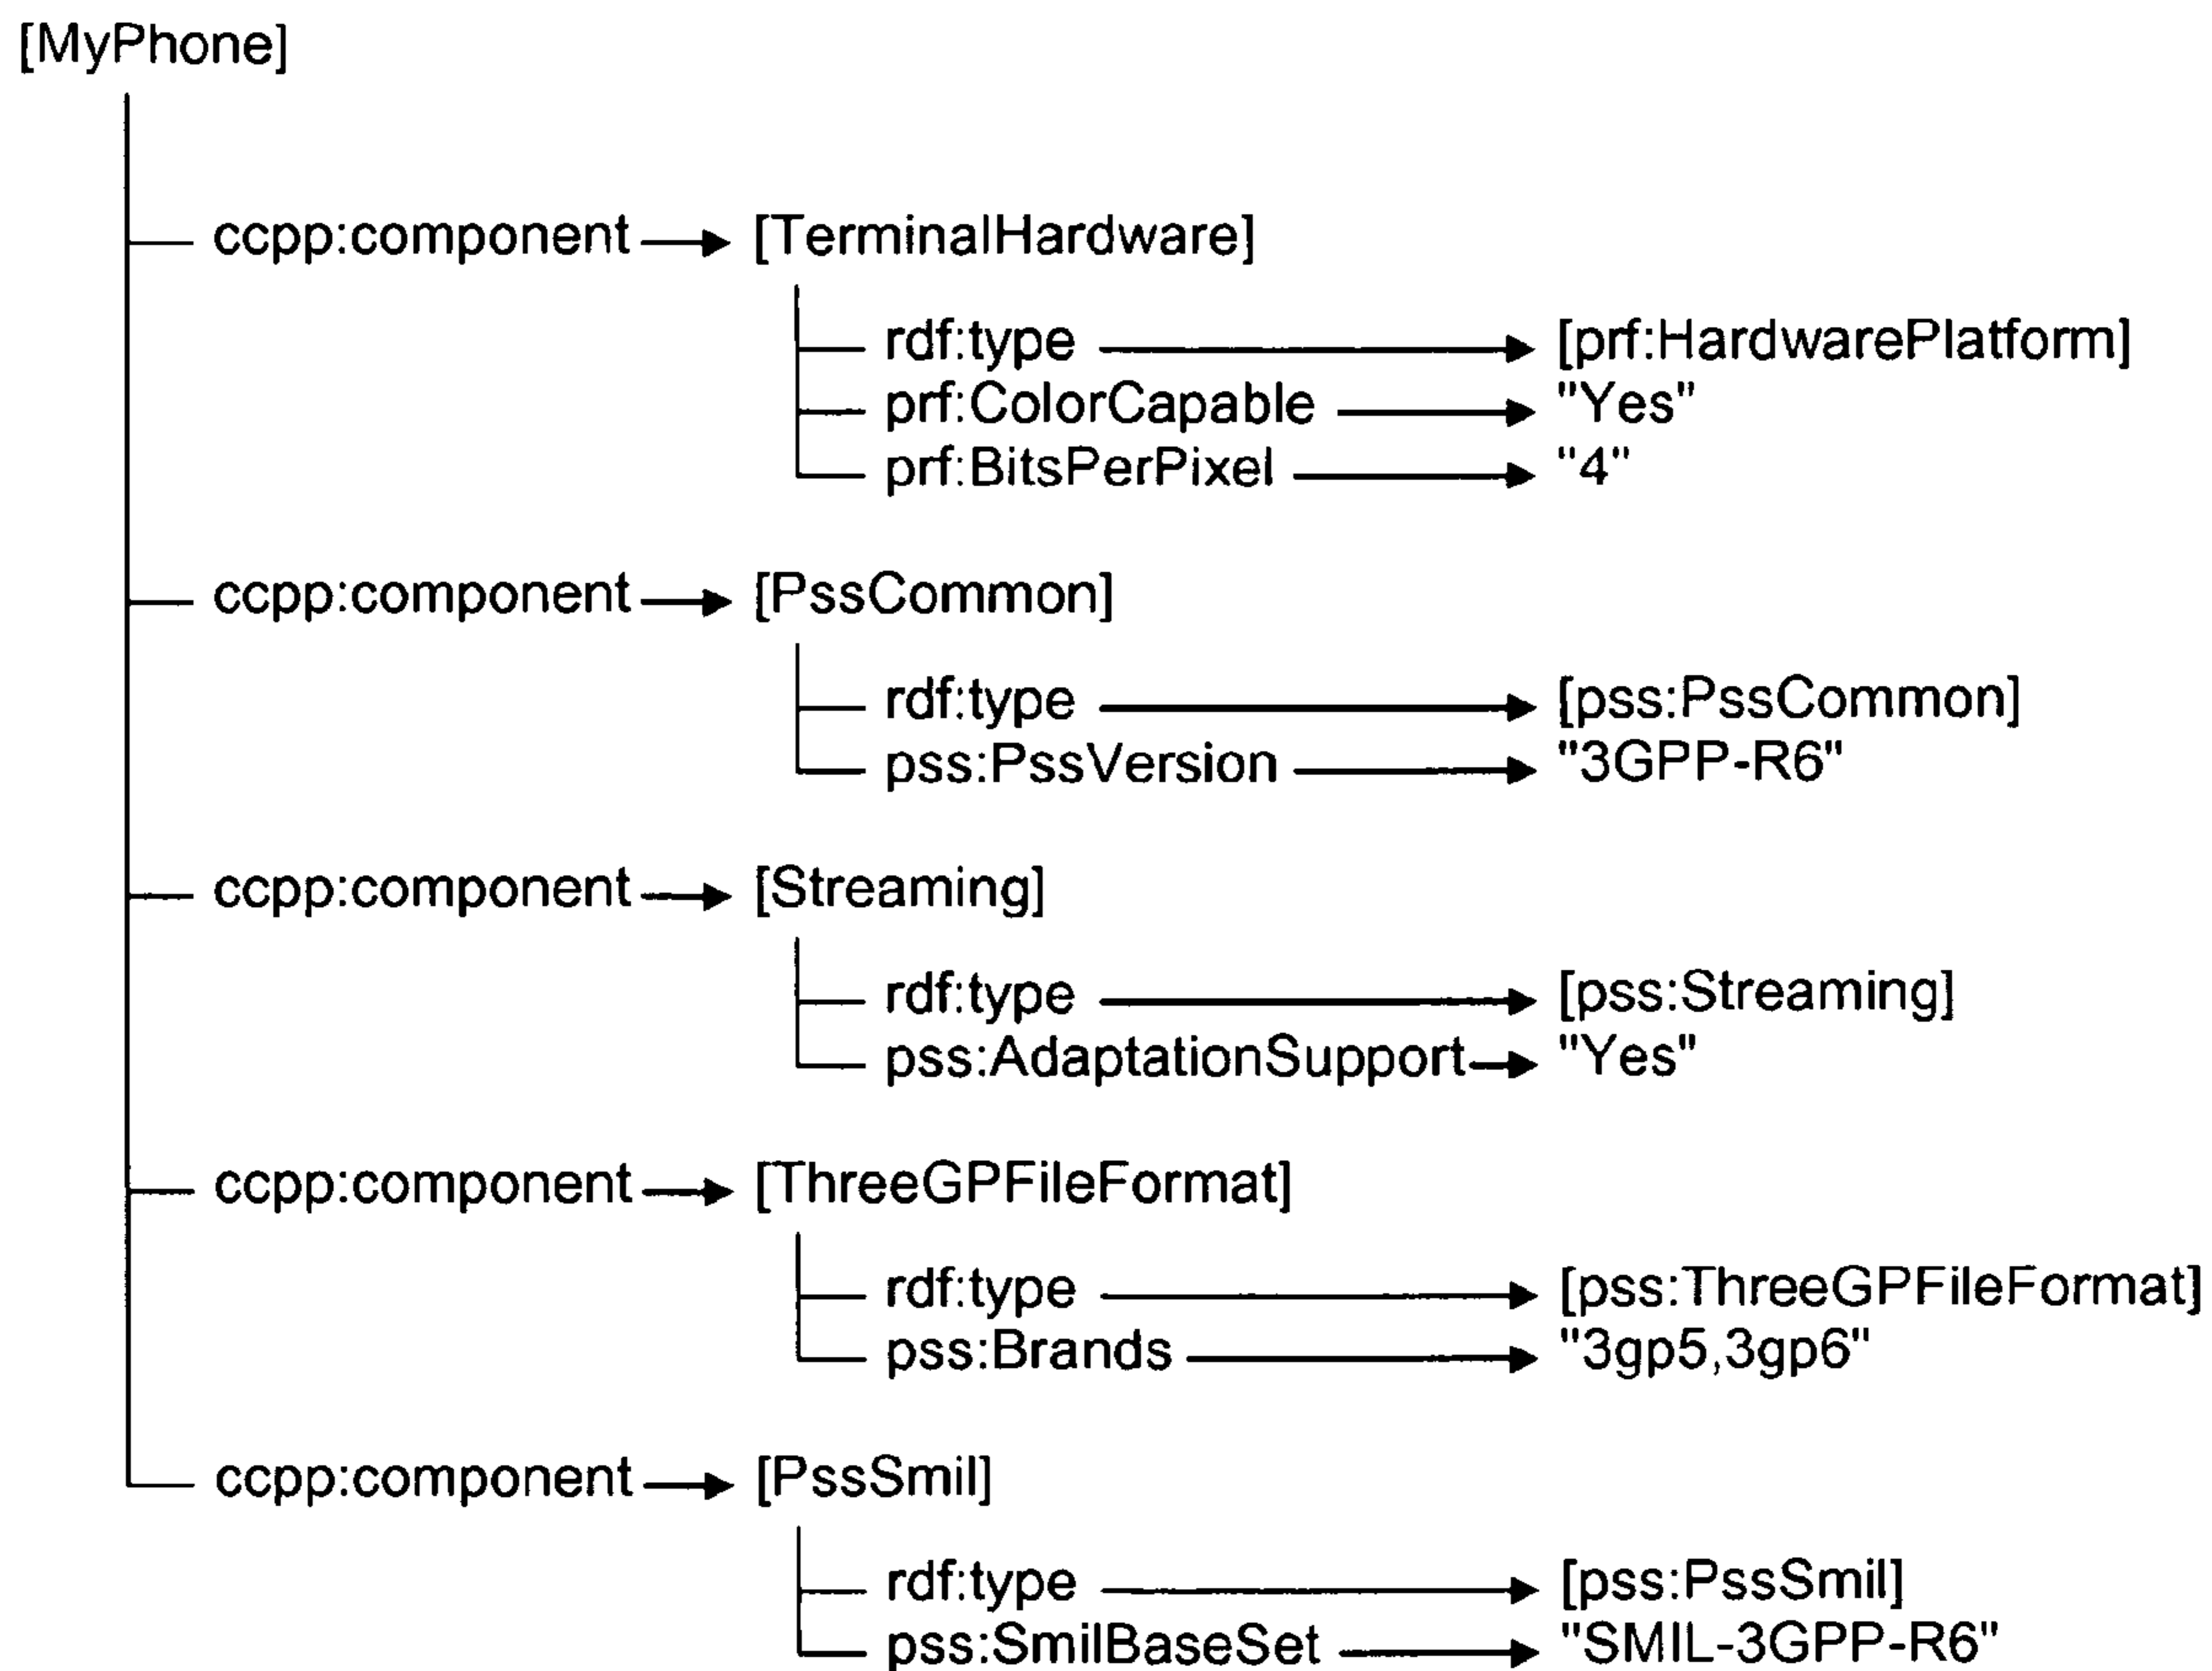 [MyPhone]
ccpp:component [TerminalHardware]
rdf:type [prf:HardwarePlatform]
prf:ColorCapable "Yes"
prf:BitsPerPixel "4"
ccpp:component [PssCommon]
rdf:type [pss:PssCommon]
pss:PssVersion "3GPP-R6"
ccpp:component [Streaming]
rdf:type [pss:Streaming]
pss:AdaptationSupport "Yes"
ccpp:component [ThreeGPFileFormat]
rdf:type [pss:ThreeGPFileFormat]
pss:Brands "3gp5,3gp6"
ccpp:component [PssSmil]
rdf:type [pss:PssSmil]
pss:SmilBaseSet "SMIL-3GPP-R6"